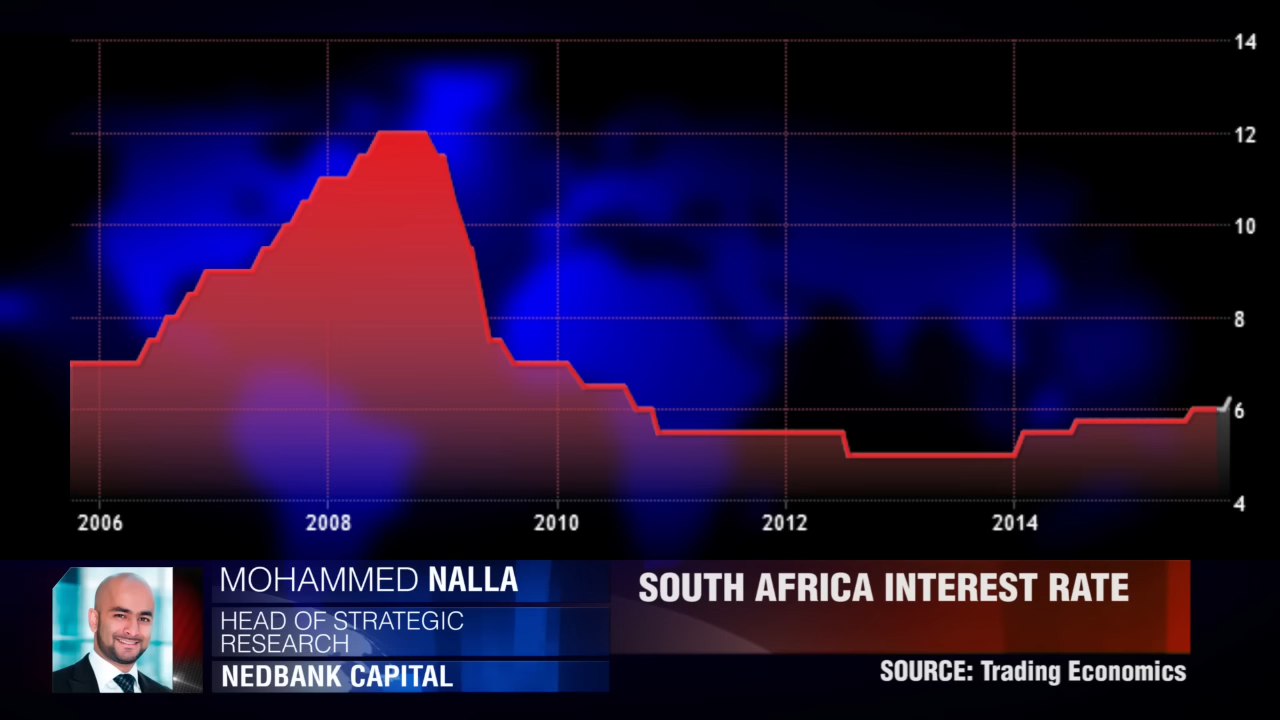 14
12
10
8
6
4
2006 2008 2010 2012 2014
MOHAMMED NALLA
HEAD OF STRATEGIC
RESEARCH
NEDBANK CAPITAL
SOUTH AFRICA INTEREST RATE
SOURCE: Trading Economics